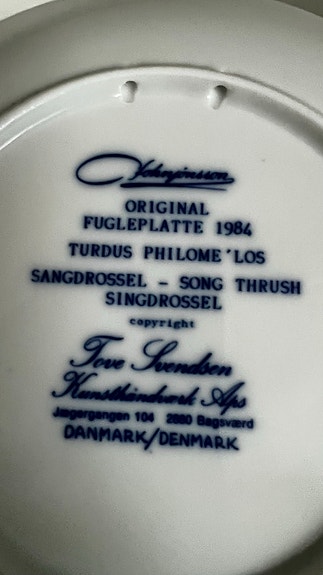 Johnjönsson
ORIGINAL
FUGLEPLATTE 1984
TURDUS PHILOME´LOS
SANGDROSSEL - SONG THRUSH
SINGDROSSEL
copyright
Tove Svendsen
Kunsthåndværk Aps
Jægergangen 104 2880 Bagsværd
DANMARK/DENMARK